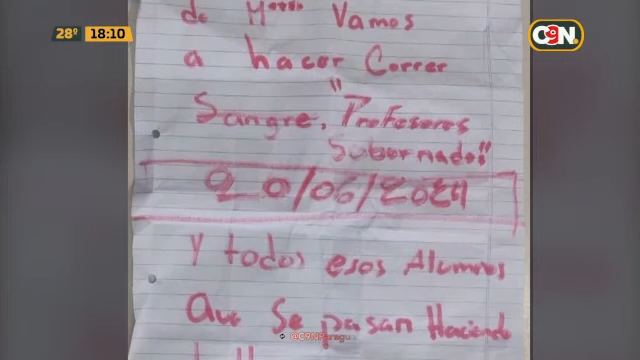 28º 18:10
C9N
de M**** Vamos
a hacer Correr
Sangre, "Profesores
Sobornados"
20/06/2024
Y todos esos Alumnos
Que Se pasan Haciendo